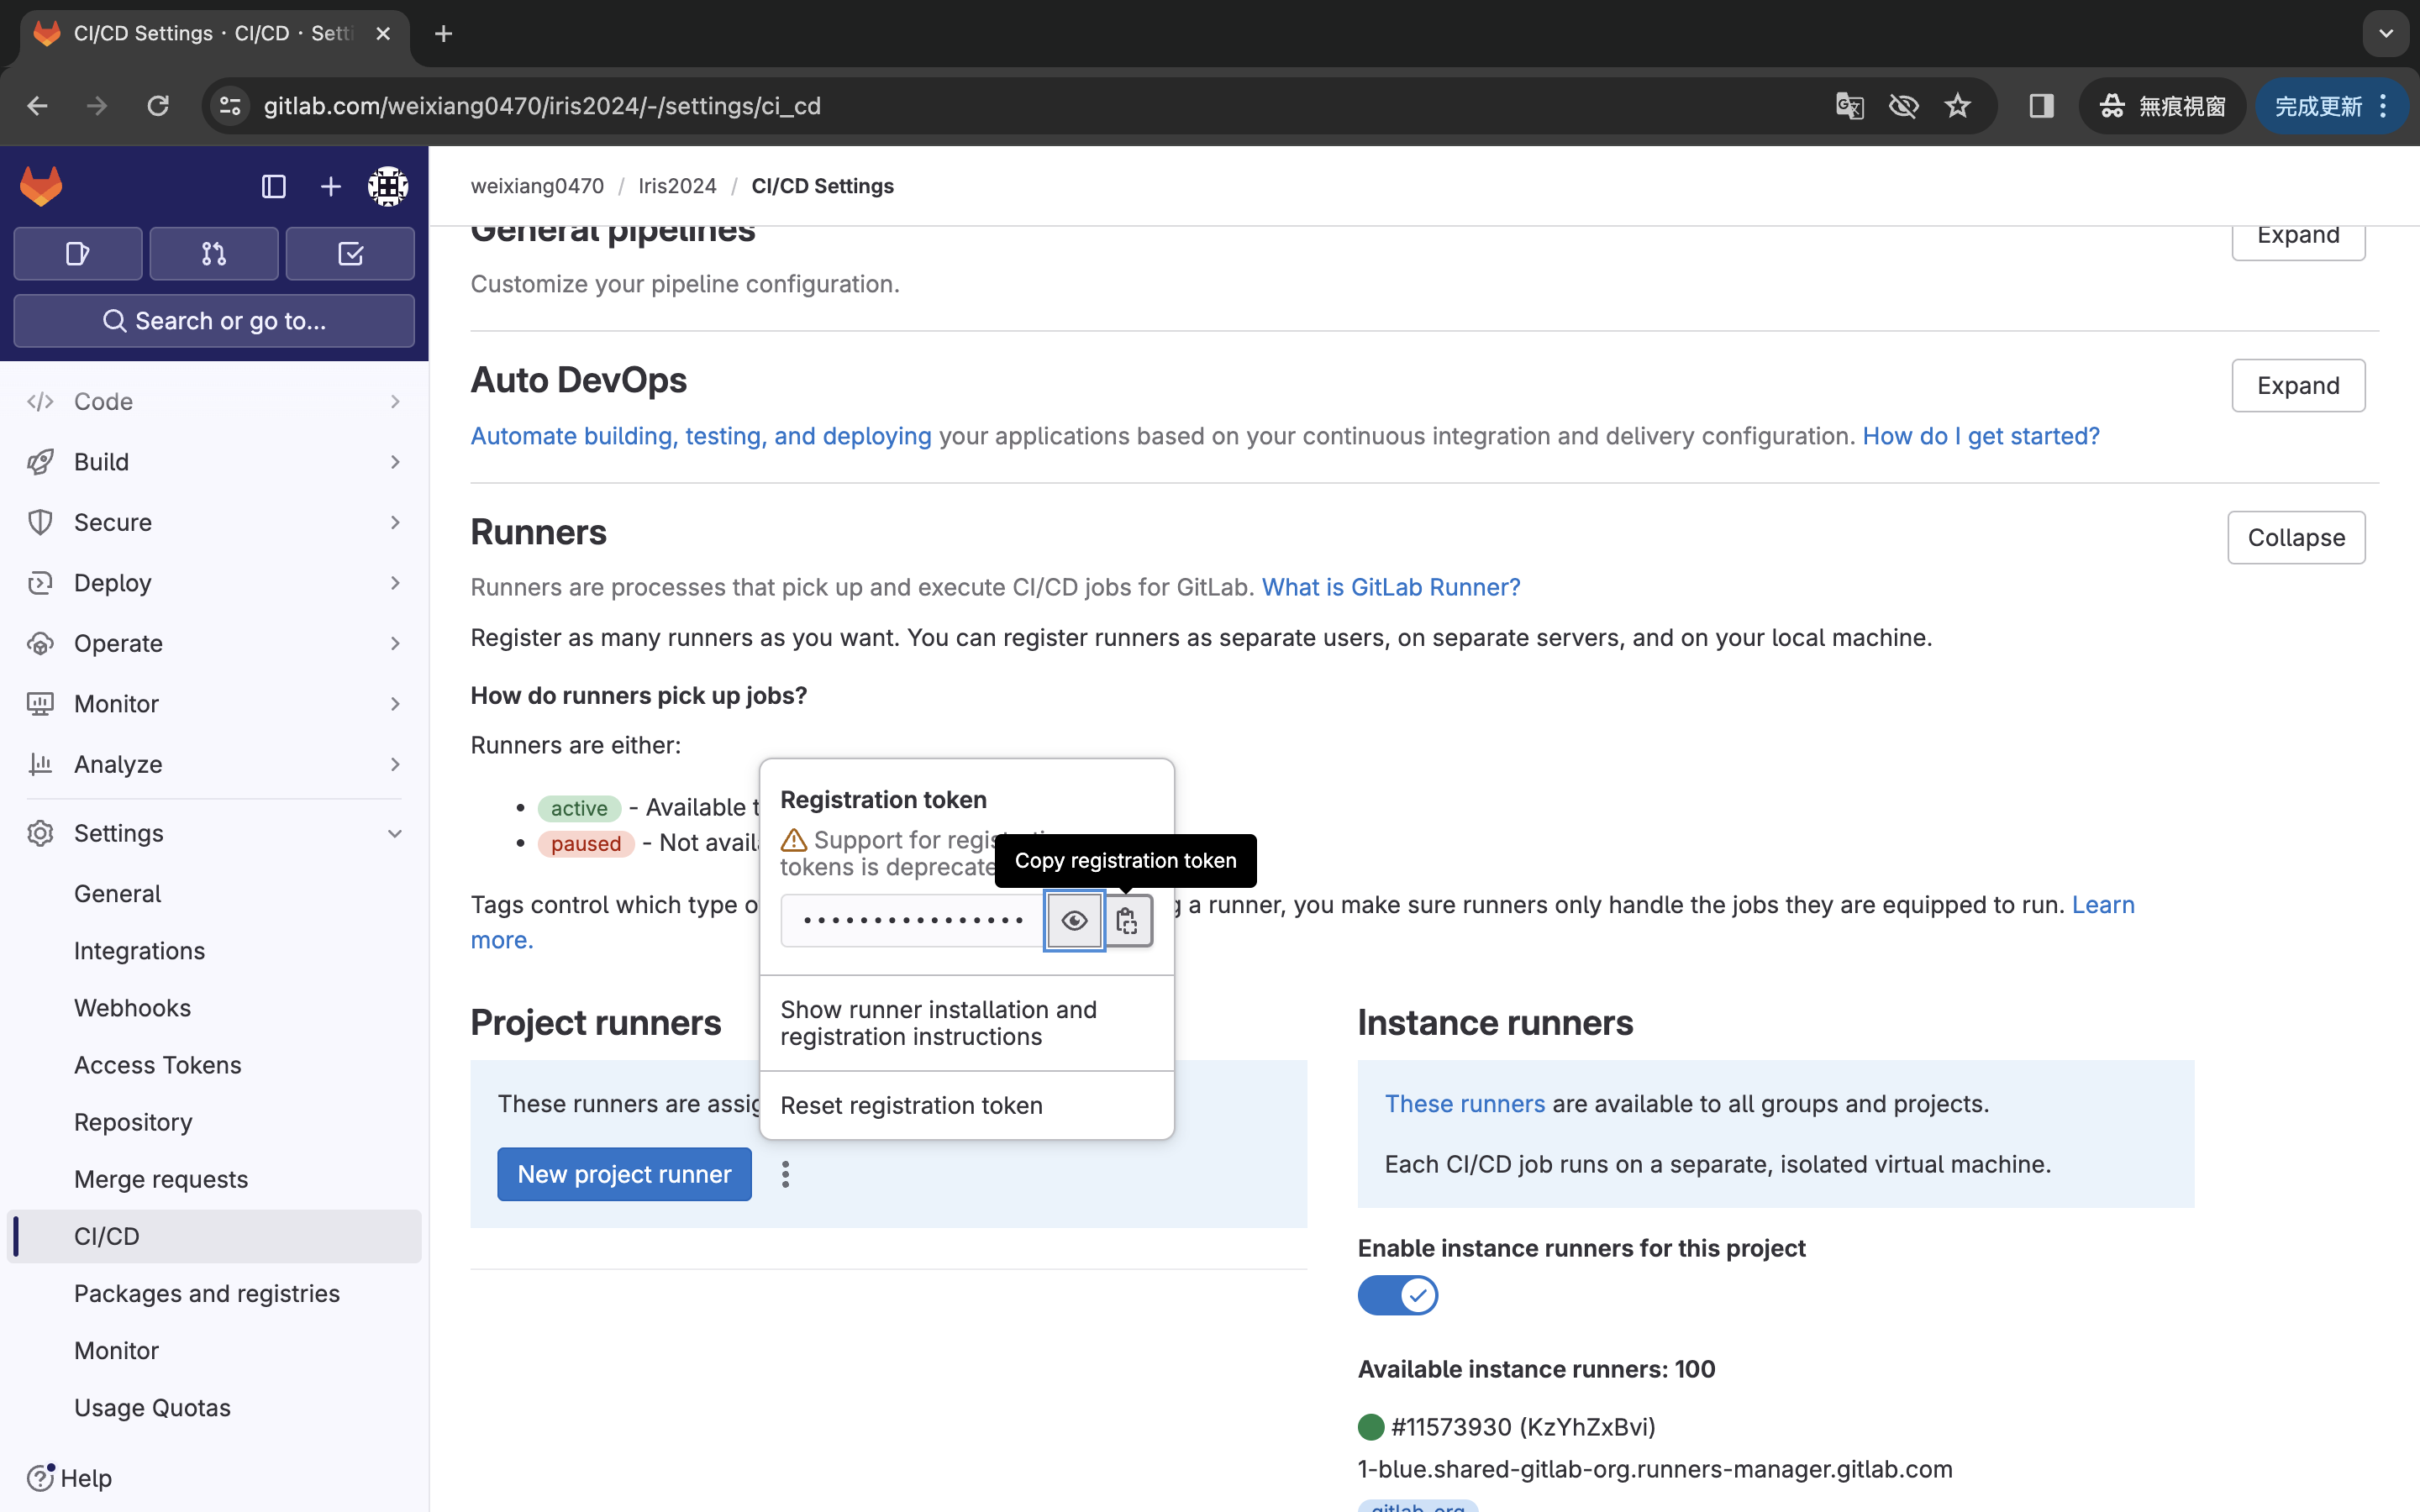 CI/CD Settings · CI/CD · Setti
gitlab.com/weixiang0470/iris2024/-/settings/ci_cd
無痕視窗
完成更新
Search or go to...
Code
Build
Secure
Deploy
Operate
Monitor
Analyze
Settings
General
Integrations
Webhooks
Access Tokens
Repository
Merge requests
CI/CD
Packages and registries
Monitor
Usage Quotas
Help
weixiang0470 / Iris2024 / CI/CD Settings
General pipelines
Expand
Customize your pipeline configuration.
Auto DevOps
Expand
Automate building, testing, and deploying your applications based on your continuous integration and delivery configuration. How do I get started?
Runners
Collapse
Runners are processes that pick up and execute CI/CD jobs for GitLab. What is GitLab Runner?
Register as many runners as you want. You can register runners as separate users, on separate servers, and on your local machine.
How do runners pick up jobs?
Runners are either:
active - Available t
paused - Not avail
Tags control which type o
g a runner, you make sure runners only handle the jobs they are equipped to run. Learn
more.
Registration token
Support for registrati
tokens is deprecate
Copy registration token
Show runner installation and
registration instructions
Reset registration token
Project runners
These runners are assig
New project runner
Instance runners
These runners are available to all groups and projects.
Each CI/CD job runs on a separate, isolated virtual machine.
Enable instance runners for this project
Available instance runners: 100
#11573930 (KzYhZxBvi)
1-blue.shared-gitlab-org.runners-manager.gitlab.com
gitlab-org